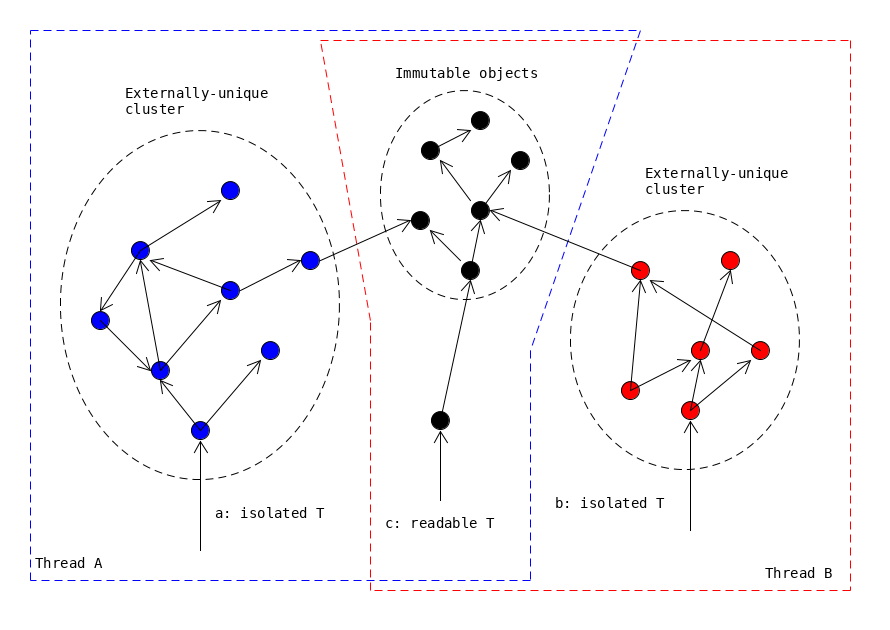 Immutable objects
Externally-unique
cluster
Externally-unique
cluster
a: isolated T
c: readable T
b: isolated T
Thread A
Thread B